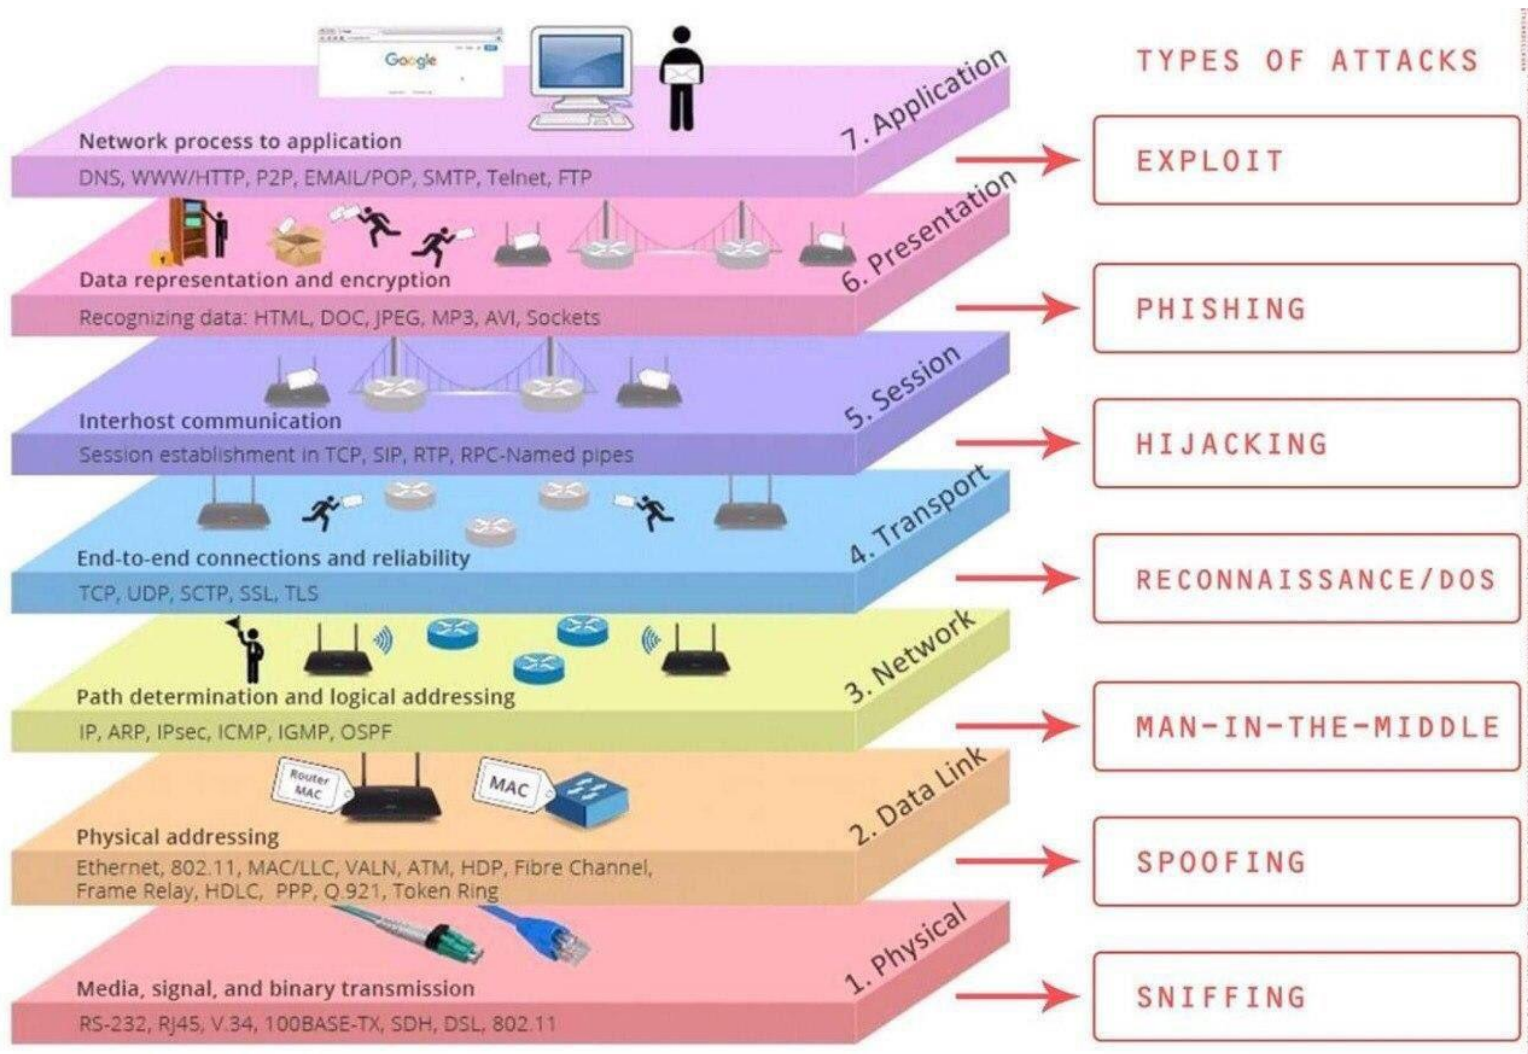 Google
TYPES OF ATTACKS
7. Application
Network process to application
DNS, WWW/HTTP, P2P, EMAIL/POP, SMTP, Telnet, FTP
EXPLOIT
6. Presentation
Data representation and encryption
Recognizing data: HTML, DOC, JPEG, MP3, AVI, Sockets
PHISHING
5. Session
Interhost communication
Session establishment in TCP, SIP, RTP, RPC-Named pipes
HIJACKING
4. Transport
End-to-end connections and reliability
TCP, UDP, SCTP, SSL, TLS
RECONNAISSANCE/DOS
3. Network
Path determination and logical addressing
IP, ARP, IPsec, ICMP, IGMP, OSPF
MAN-IN-THE-MIDDLE
2. Data Link
Router
MAC
MAC
Physical addressing
Ethernet, 802.11, MAC/LLC, VALN, ATM, HDP, Fibre Channel,
Frame Relay, HDLC, PPP, Q.921, Token Ring
SPOOFING
1. Physical
Media, signal, and binary transmission
RS-232, RJ45, V.34, 100BASE-TX, SDH, DSL, 802.11
SNIFFING